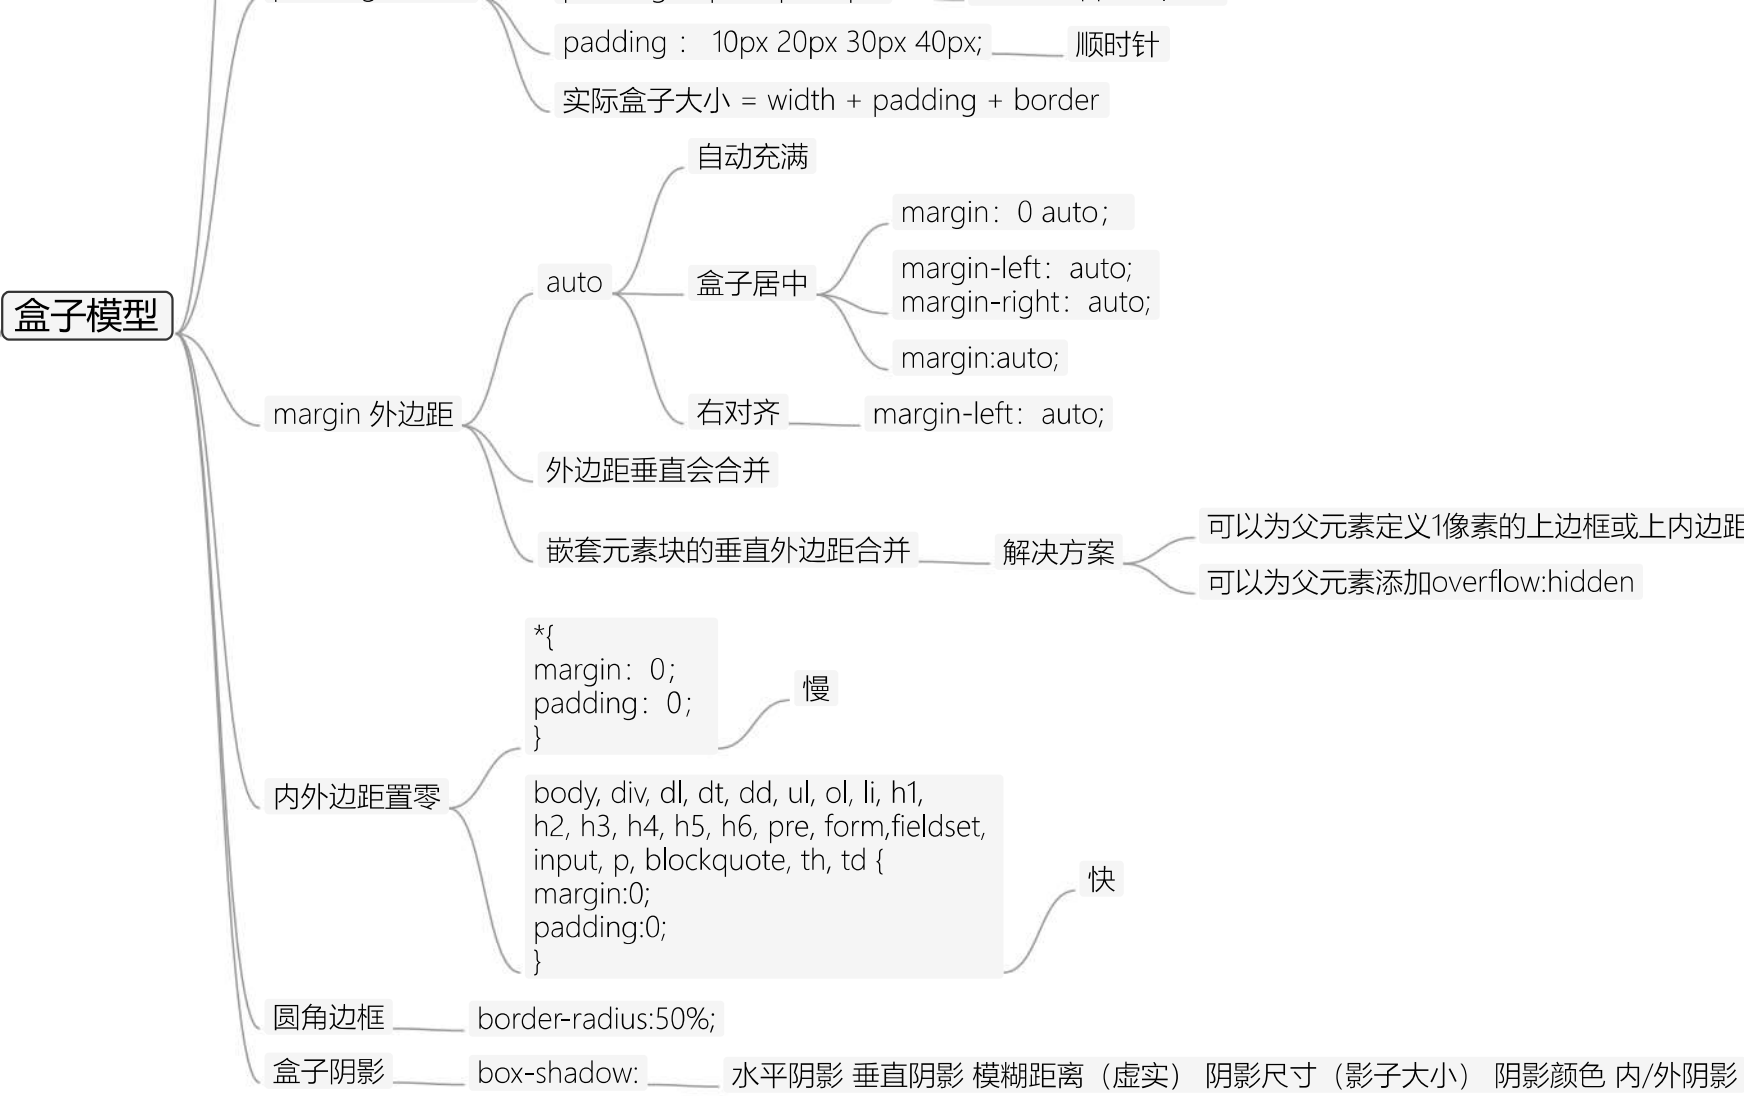 padding： 10px 20px 30px 40px;
顺时针
实际盒子大小 = width + padding + border
自动充满
margin：0 auto；
auto
盒子居中
margin-left：auto;
margin-right：auto;
盒子模型
margin:auto;
margin 外边距
右对齐
margin-left：auto;
外边距垂直会合并
嵌套元素块的垂直外边距合并
解决方案
可以为父元素定义1像素的上边框或上内边距
可以为父元素添加overflow:hidden
*{
margin：0；
padding：0；
}
慢
内外边距置零
body, div, dl, dt, dd, ul, ol, li, h1,
h2, h3, h4, h5, h6, pre, form,fieldset,
input, p, blockquote, th, td {
margin:0;
padding:0;
}
快
圆角边框
border-radius:50%;
盒子阴影
box-shadow:
水平阴影 垂直阴影 模糊距离（虚实） 阴影尺寸（影子大小） 阴影颜色 内/外阴影